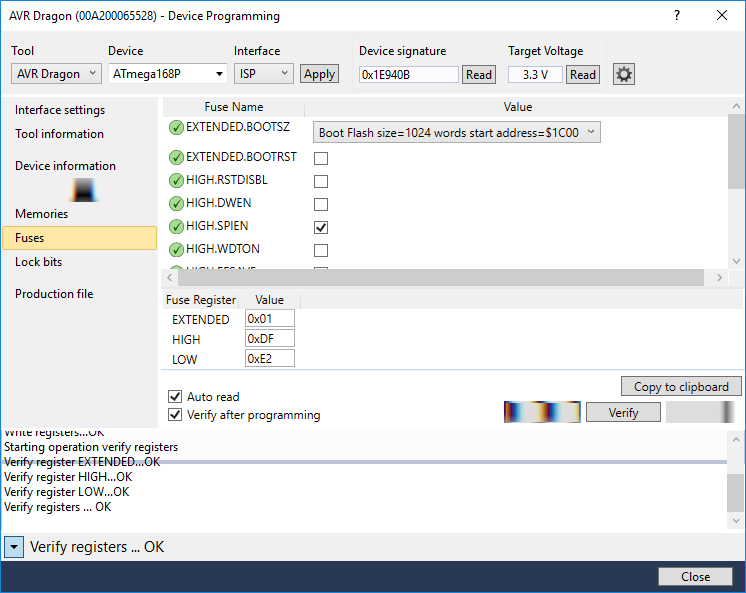 AVR Dragon (00A200065528) - Device Programming
Tool Device Interface Device signature Target Voltage
AVR Dragon ATmega168P ISP Apply 0x1E940B Read 3.3 V Read
Interface settings
Tool information
Device information
Memories
Fuses
Lock bits
Production file
Fuse Name Value
EXTENDED.BOOTSZ Boot Flash size=1024 words start address=$1C00
EXTENDED.BOOTRST
HIGH.RSTDISBL
HIGH.DWEN
HIGH.SPIEN
HIGH.WDTON
Fuse Register Value
EXTENDED 0x01
HIGH 0xDF
LOW 0xE2
Copy to clipboard
Auto read
Verify after programming
Verify
Write registers...OK
Starting operation verify registers
Verify register EXTENDED...OK
Verify register HIGH...OK
Verify register LOW...OK
Verify registers ... OK
Verify registers ... OK
Close